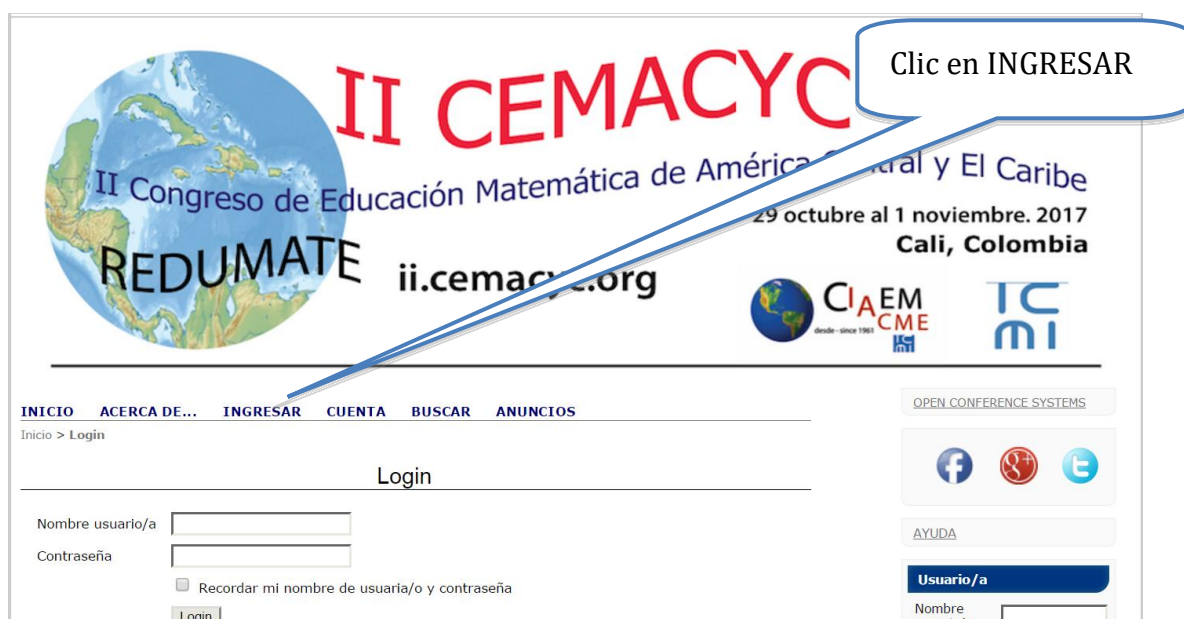 Clic en INGRESAR
II CEMACYC
II Congreso de Educación Matemática de América Central y El Caribe
29 octubre al 1 noviembre. 2017
Cali, Colombia
REDUMATE
ii.cemacyc.org
CIAEM
CME
desde - since 1961
ICMI
ICMI
INICIO ACERCA DE... INGRESAR CUENTA BUSCAR ANUNCIOS
Inicio > Login
Login
Nombre usuario/a
Contraseña
Recordar mi nombre de usuaria/o y contraseña
Login
OPEN CONFERENCE SYSTEMS
AYUDA
Usuario/a
Nombre